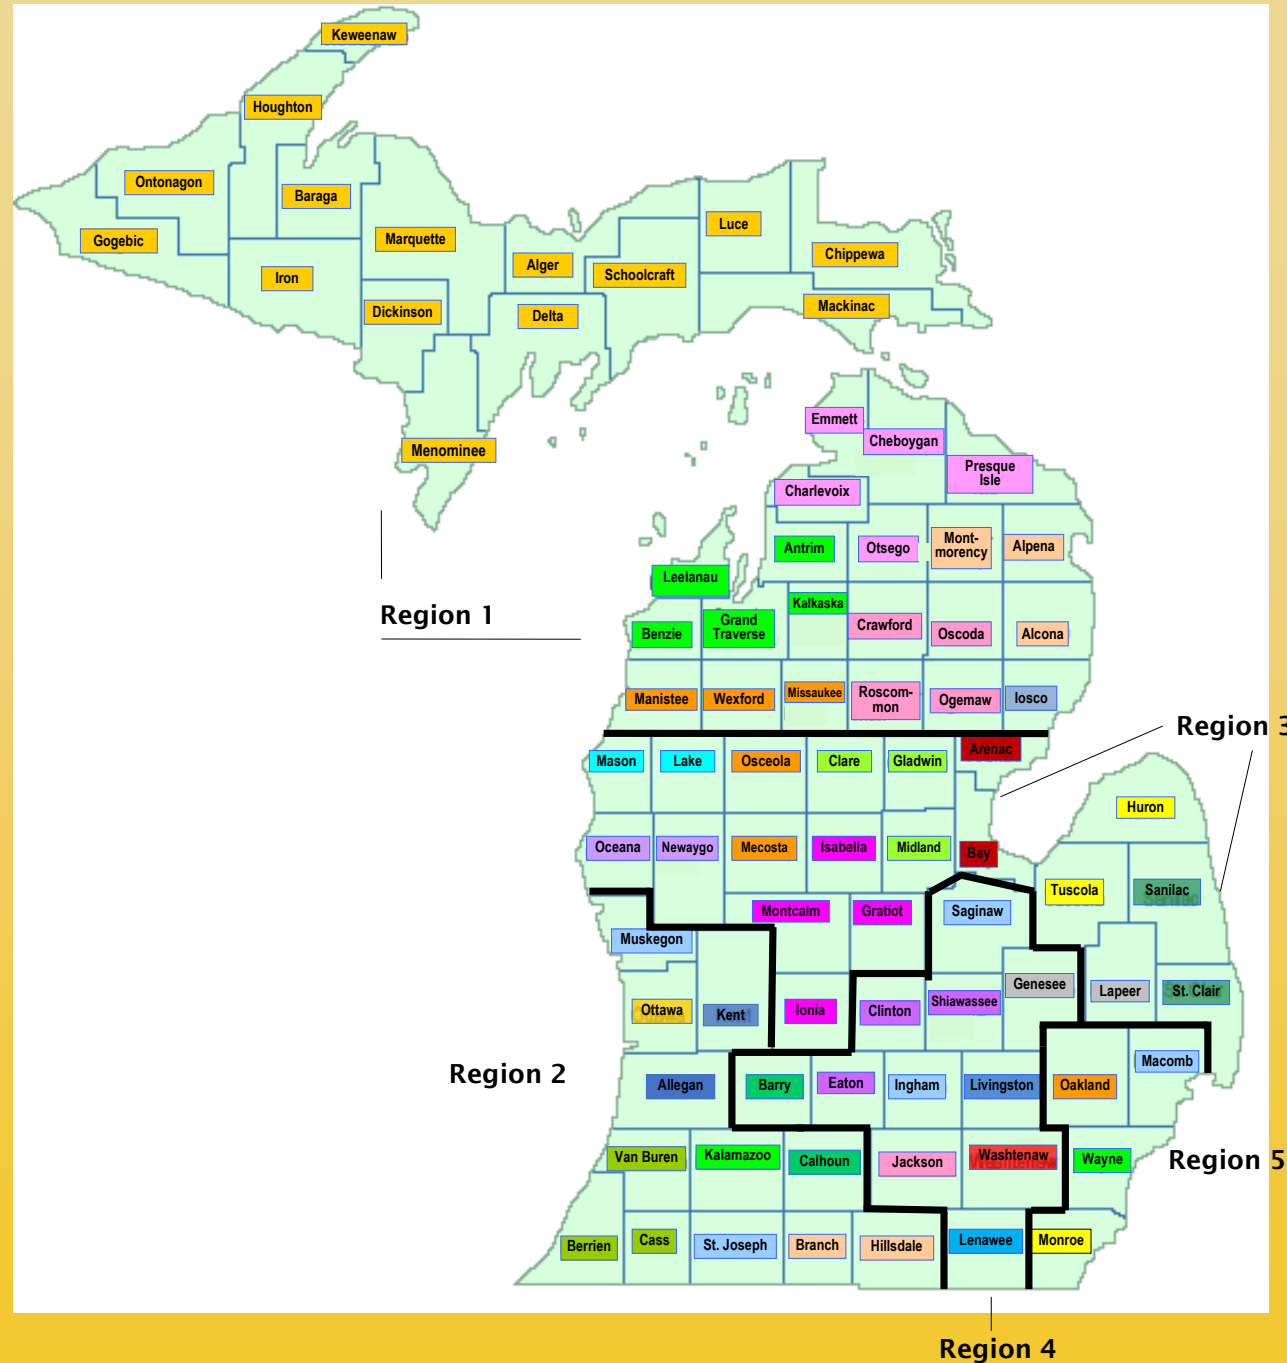 Keweenaw
Houghton
Ontonagon
Baraga
Gogebic
Marquette
Luce
Iron
Alger
Schoolcraft
Chippewa
Dickinson
Delta
Mackinac
Menominee
Emmett
Cheboygan
Presque
Isle
Charlevoix
Antrim
Otsego
Mont-
morency
Alpena
Leelanau
Kalkaska
Region 1
Benzie
Grand
Traverse
Crawford
Oscoda
Alcona
Manistee
Wexford
Missaukee
Roscom-
mon
Ogemaw
Iosco
Region 3
Mason
Lake
Osceola
Clare
Gladwin
Arenac
Huron
Oceana
Newaygo
Mecosta
Isabella
Midland
Bay
Tuscola
Sanilac
Montcalm
Gratiot
Saginaw
Muskegon
Ottawa
Kent
Ionia
Clinton
Shiawassee
Genesee
Lapeer
St. Clair
Region 2
Allegan
Barry
Eaton
Ingham
Livingston
Oakland
Macomb
Van Buren
Kalamazoo
Calhoun
Jackson
Washtenaw
Wayne
Region 5
Berrien
Cass
St. Joseph
Branch
Hillsdale
Lenawee
Monroe
Region 4